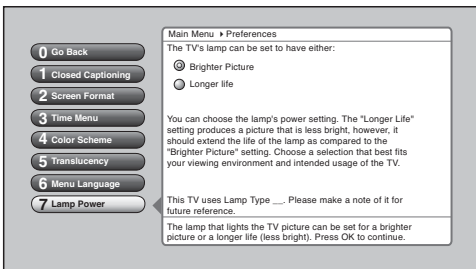 Main Menu ▸ Preferences
The TV's lamp can be set to have either:
Brighter Picture
Longer life
You can choose the lamp's power setting. The "Longer Life"
setting produces a picture that is less bright, however, it
should extend the life of the lamp as compared to the
"Brighter Picture" setting. Choose a selection that best fits
your viewing environment and intended usage of the TV.
This TV uses Lamp Type __. Please make a note of it for
future reference.
The lamp that lights the TV picture can be set for a brighter
picture or a longer life (less bright). Press OK to continue.
0 Go Back
1 Closed Captioning
2 Screen Format
3 Time Menu
4 Color Scheme
5 Translucency
6 Menu Language
7 Lamp Power